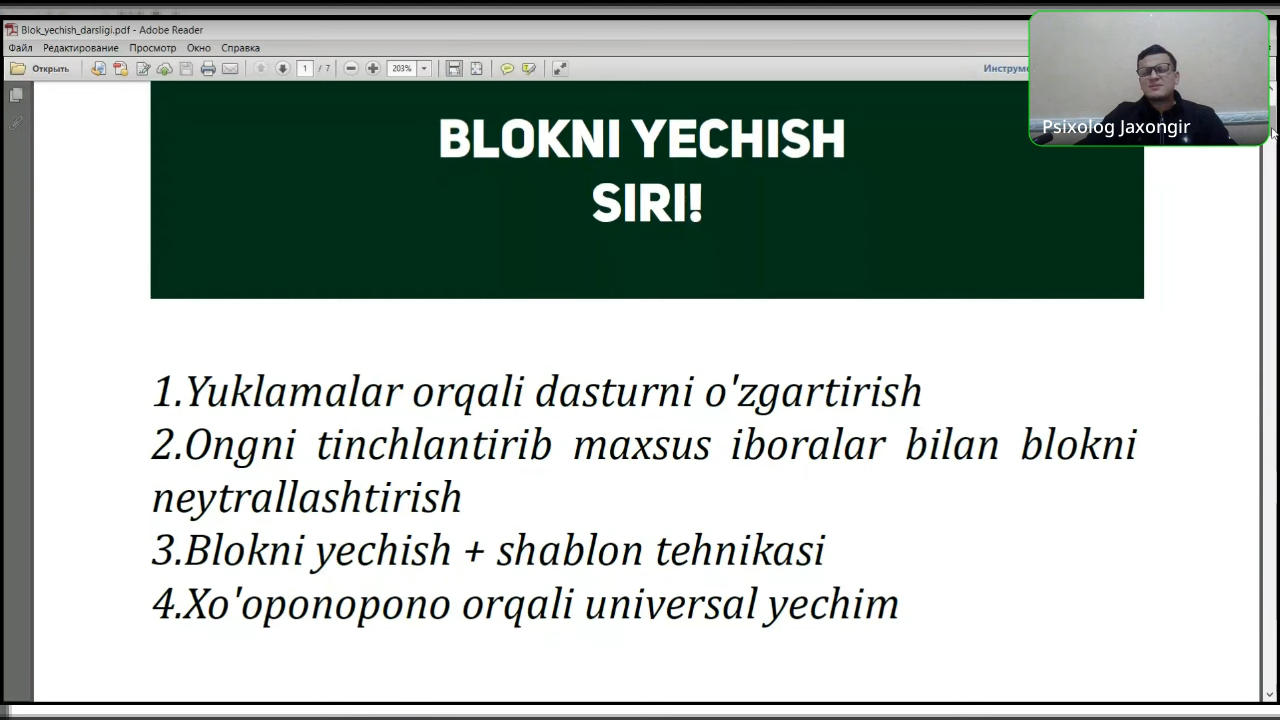 Blok_yechish_darsligi.pdf - Adobe Reader
Файл Редактирование Просмотр Окно Справка
Открыть 1 / 7 203% Инструме
Psixolog Jaxongir
BLOKNI YECHISH
SIRI!
1.Yuklamalar orqali dasturni o'zgartirish
2.Ongni tinchlantirib maxsus iboralar bilan blokni
neytrallashtirish
3.Blokni yechish + shablon tehnikasi
4.Xo'oponopono orqali universal yechim